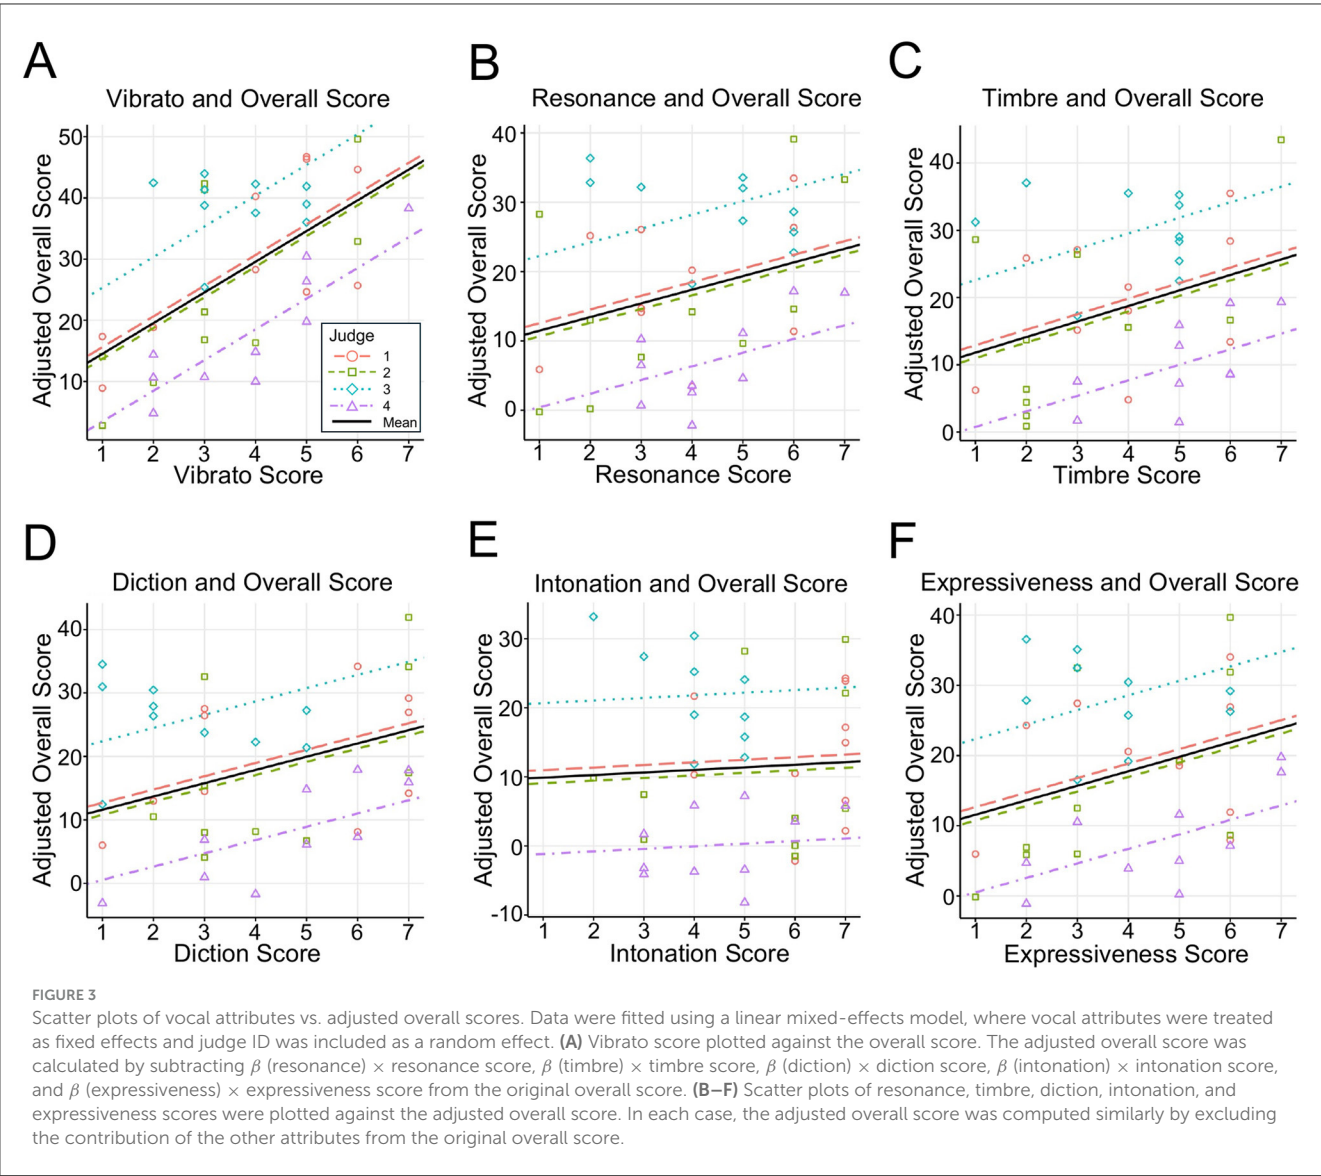 A
Vibrato and Overall Score
Adjusted Overall Score
50
40
30
20
10
1 2 3 4 5 6 7
Vibrato Score
Judge
1
2
3
4
Mean
B
Resonance and Overall Score
Adjusted Overall Score
40
30
20
10
0
1 2 3 4 5 6 7
Resonance Score
C
Timbre and Overall Score
Adjusted Overall Score
40
30
20
10
0
1 2 3 4 5 6 7
Timbre Score
D
Diction and Overall Score
Adjusted Overall Score
40
30
20
10
0
1 2 3 4 5 6 7
Diction Score
E
Intonation and Overall Score
Adjusted Overall Score
30
20
10
0
-10
1 2 3 4 5 6 7
Intonation Score
F
Expressiveness and Overall Score
Adjusted Overall Score
40
30
20
10
0
1 2 3 4 5 6 7
Expressiveness Score
FIGURE 3
Scatter plots of vocal attributes vs. adjusted overall scores. Data were fitted using a linear mixed-effects model, where vocal attributes were treated
as fixed effects and judge ID was included as a random effect. (A) Vibrato score plotted against the overall score. The adjusted overall score was
calculated by subtracting β (resonance) × resonance score, β (timbre) × timbre score, β (diction) × diction score, β (intonation) × intonation score,
and β (expressiveness) × expressiveness score from the original overall score. (B–F) Scatter plots of resonance, timbre, diction, intonation, and
expressiveness scores were plotted against the adjusted overall score. In each case, the adjusted overall score was computed similarly by excluding
the contribution of the other attributes from the original overall score.